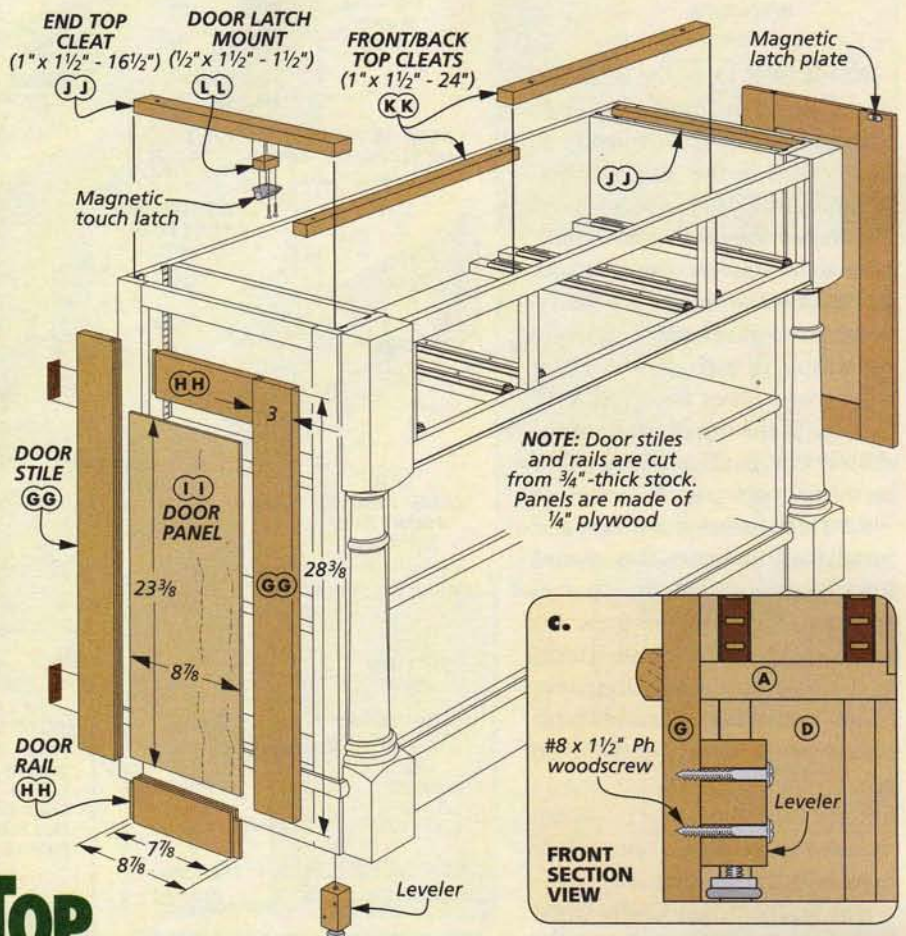 END TOP
CLEAT
(1" x 1½" - 16½")
JJ
DOOR LATCH
MOUNT
(½" x 1½" - 1½")
LL
FRONT/BACK
TOP CLEATS
(1" x 1½" - 24")
KK
Magnetic
latch plate
Magnetic
touch latch
JJ
HH
3
DOOR
STILE
GG
II
DOOR
PANEL
23⅜
8⅞
GG
28⅜
NOTE: Door stiles
and rails are cut
from ¾"-thick stock.
Panels are made of
¼" plywood
DOOR
RAIL
HH
7⅞
8⅞
Leveler
c.
A
G
D
#8 x 1½" Ph
woodscrew
Leveler
FRONT
SECTION
VIEW
TOP